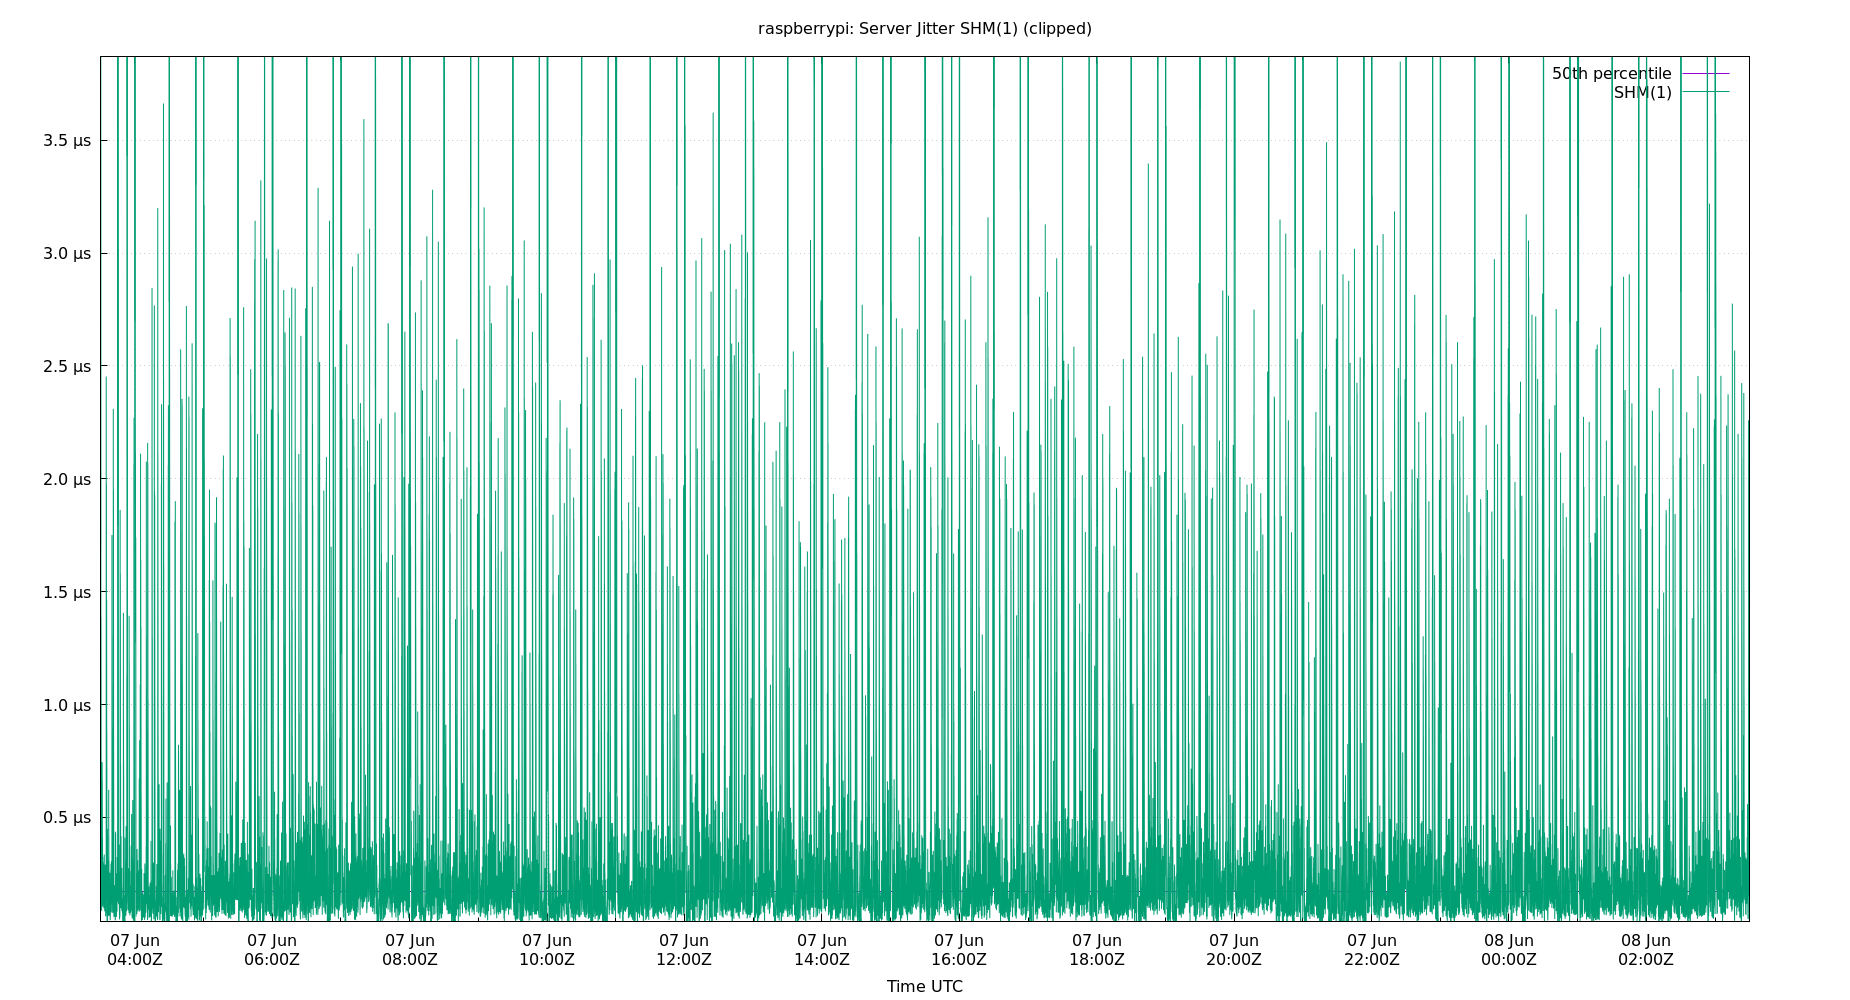 raspberrypi: Server Jitter SHM(1) (clipped)
50th percentile
SHM(1)
3.5 µs
3.0 µs
2.5 µs
2.0 µs
1.5 µs
1.0 µs
0.5 µs
07 Jun 07 Jun 07 Jun 07 Jun 07 Jun 07 Jun 07 Jun 07 Jun 07 Jun 07 Jun 08 Jun 08 Jun
04:00Z 06:00Z 08:00Z 10:00Z 12:00Z 14:00Z 16:00Z 18:00Z 20:00Z 22:00Z 00:00Z 02:00Z
Time UTC